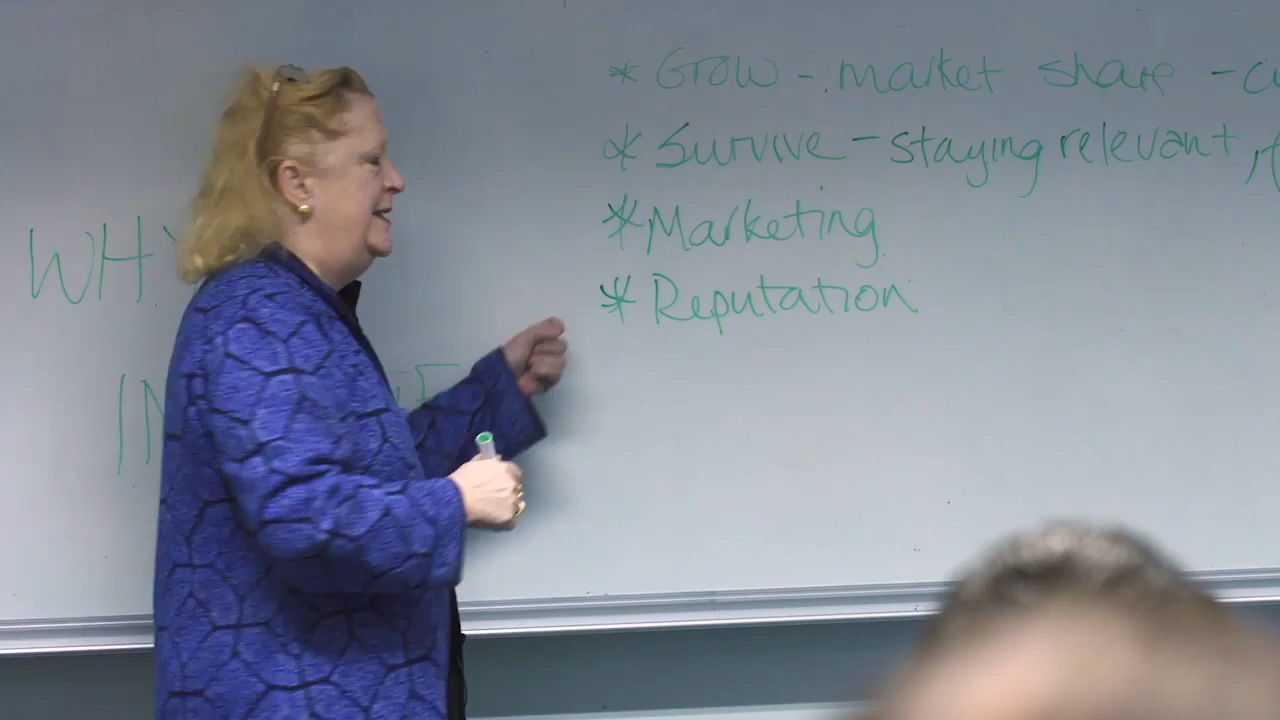 * Grow - market share -
* Survive - staying relevant,
* Marketing
* Reputation
WHY